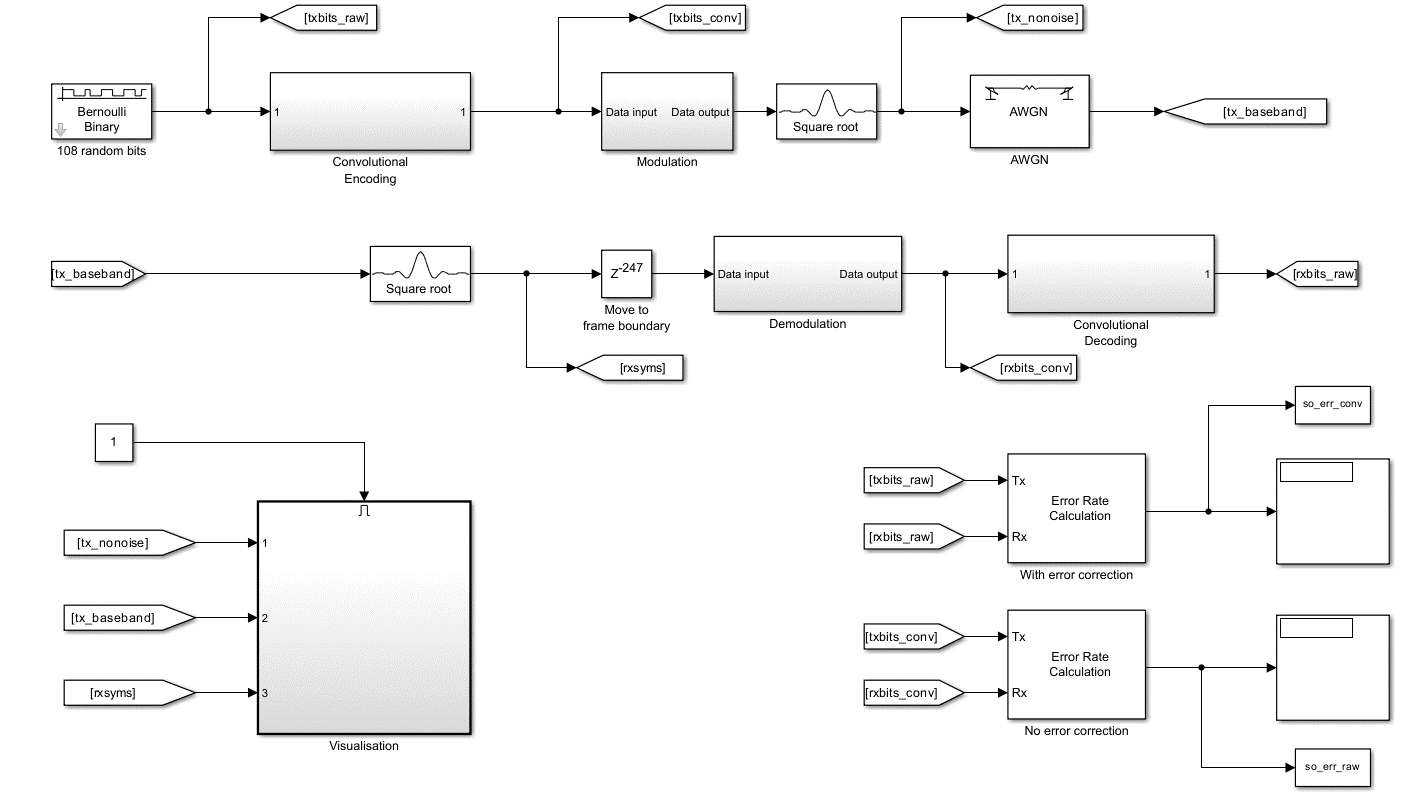 [txbits_raw]
[txbits_conv]
[tx_nonoise]
Bernoulli
Binary
108 random bits
1 1
Convolutional
Encoding
Data input Data output
Modulation
Square root
AWGN
AWGN
[tx_baseband]
[tx_baseband]
Square root
[rxsyms]
Z-247
Move to
frame boundary
Data input Data output
Demodulation
[rxbits_conv]
1 1
Convolutional
Decoding
[rxbits_raw]
1
[tx_nonoise]
1
[tx_baseband]
2
[rxsyms]
3
Visualisation
[txbits_raw]
Tx
[rxbits_raw]
Rx
Error Rate
Calculation
With error correction
so_err_conv
[txbits_conv]
Tx
[rxbits_conv]
Rx
Error Rate
Calculation
No error correction
so_err_raw